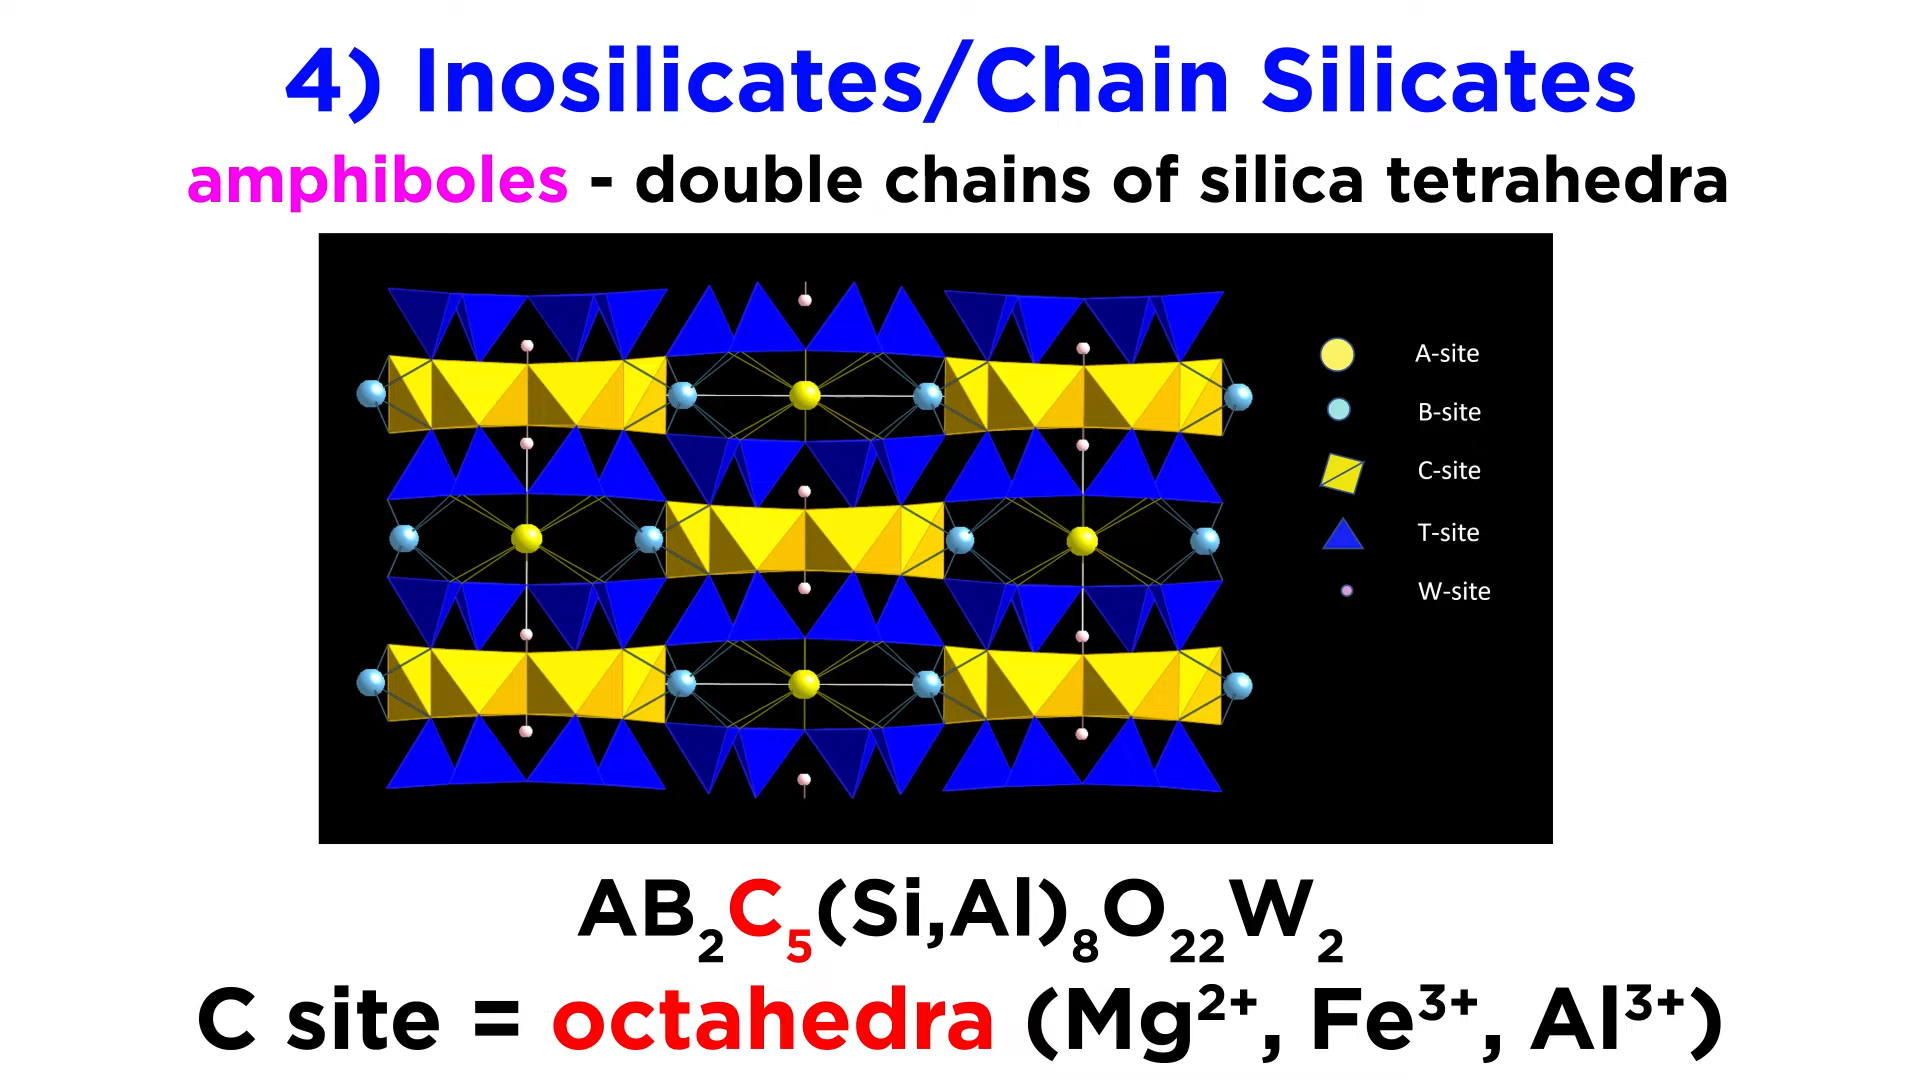 4) Inosilicates/Chain Silicates
amphiboles - double chains of silica tetrahedra
A-site
B-site
C-site
T-site
W-site
AB₂C₅(Si,Al)₈O₂₂W₂
C site = octahedra (Mg²⁺, Fe³⁺, Al³⁺)